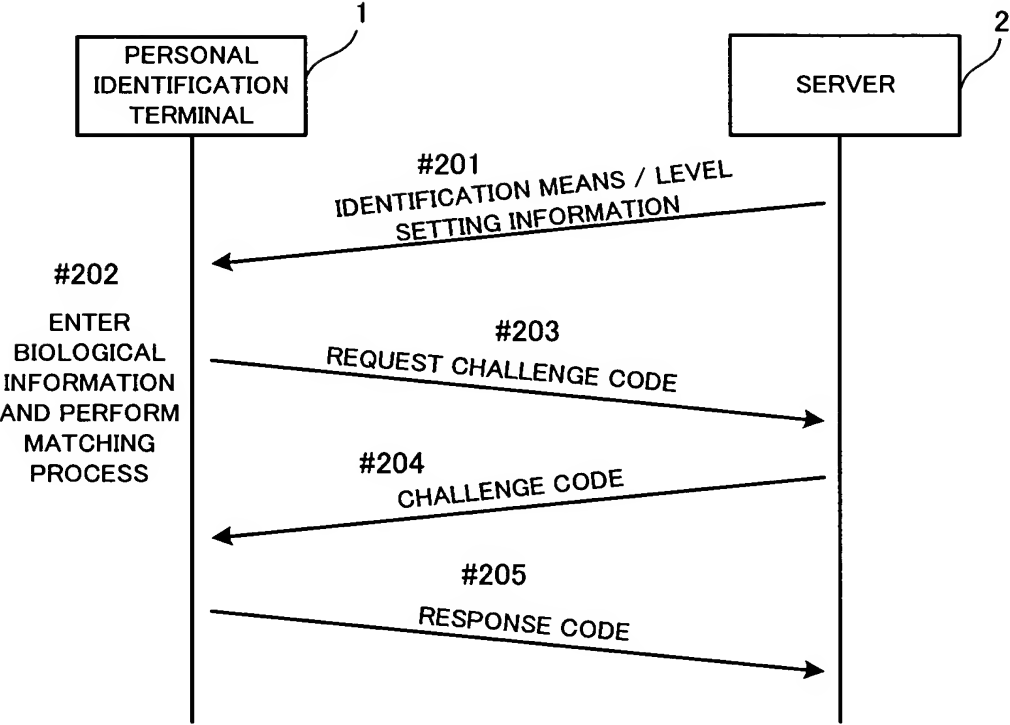 1
PERSONAL
IDENTIFICATION
TERMINAL
2
SERVER
#201
IDENTIFICATION MEANS / LEVEL
SETTING INFORMATION
#202
ENTER
BIOLOGICAL
INFORMATION
AND PERFORM
MATCHING
PROCESS
#203
REQUEST CHALLENGE CODE
#204
CHALLENGE CODE
#205
RESPONSE CODE